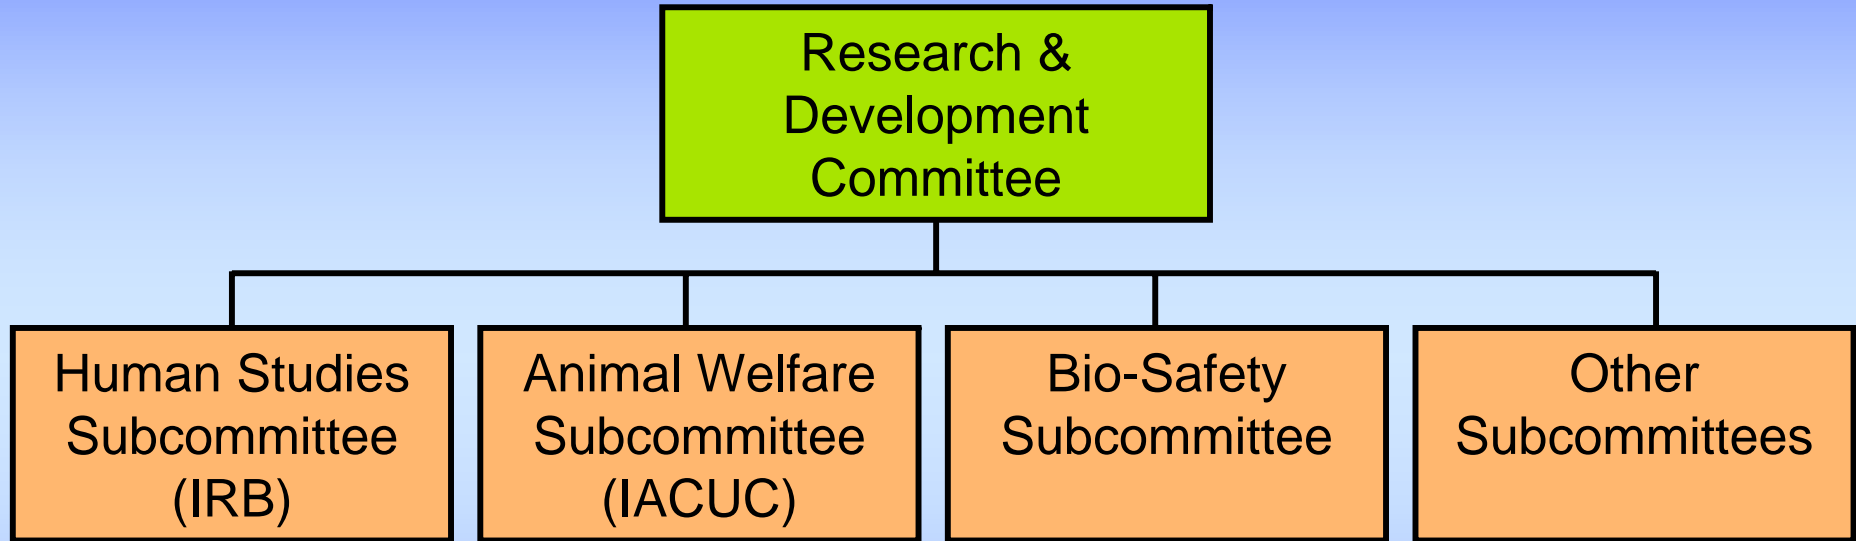 Research &
Development
Committee
Human Studies
Subcommittee
(IRB)
Animal Welfare
Subcommittee
(IACUC)
Bio-Safety
Subcommittee
Other
Subcommittees